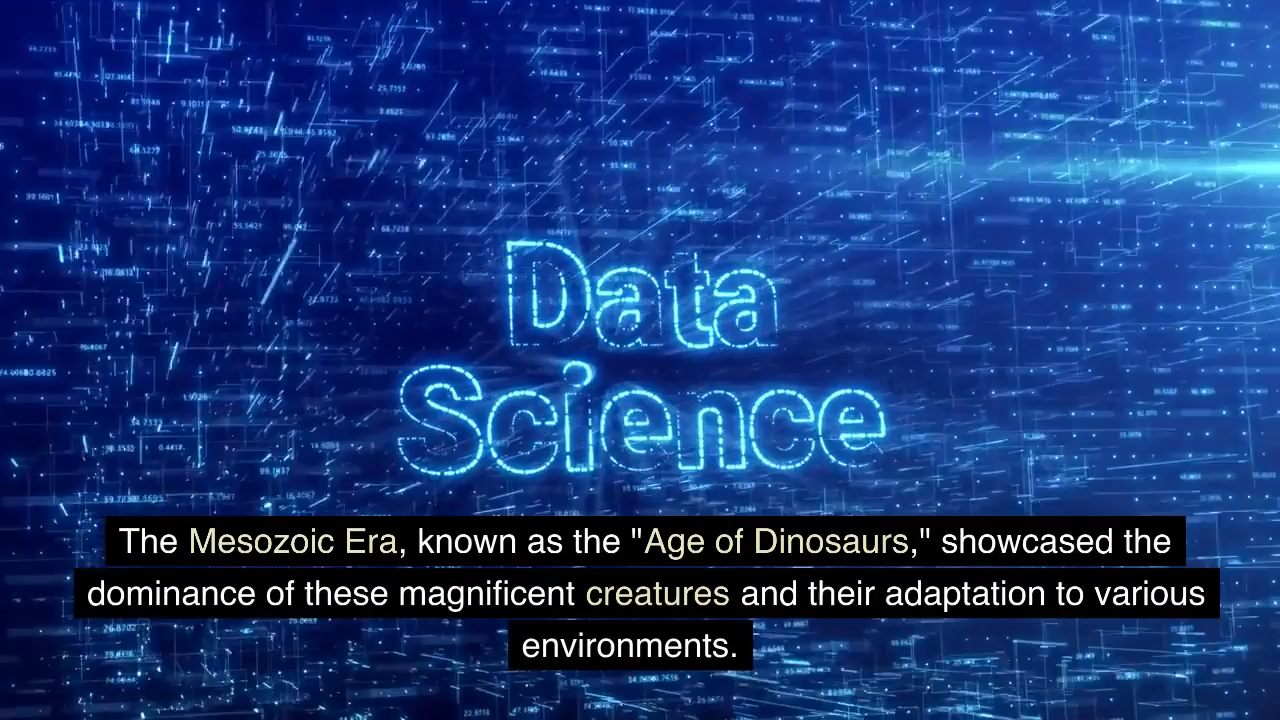 Data
Science
The Mesozoic Era, known as the "Age of Dinosaurs," showcased the
dominance of these magnificent creatures and their adaptation to various
environments.